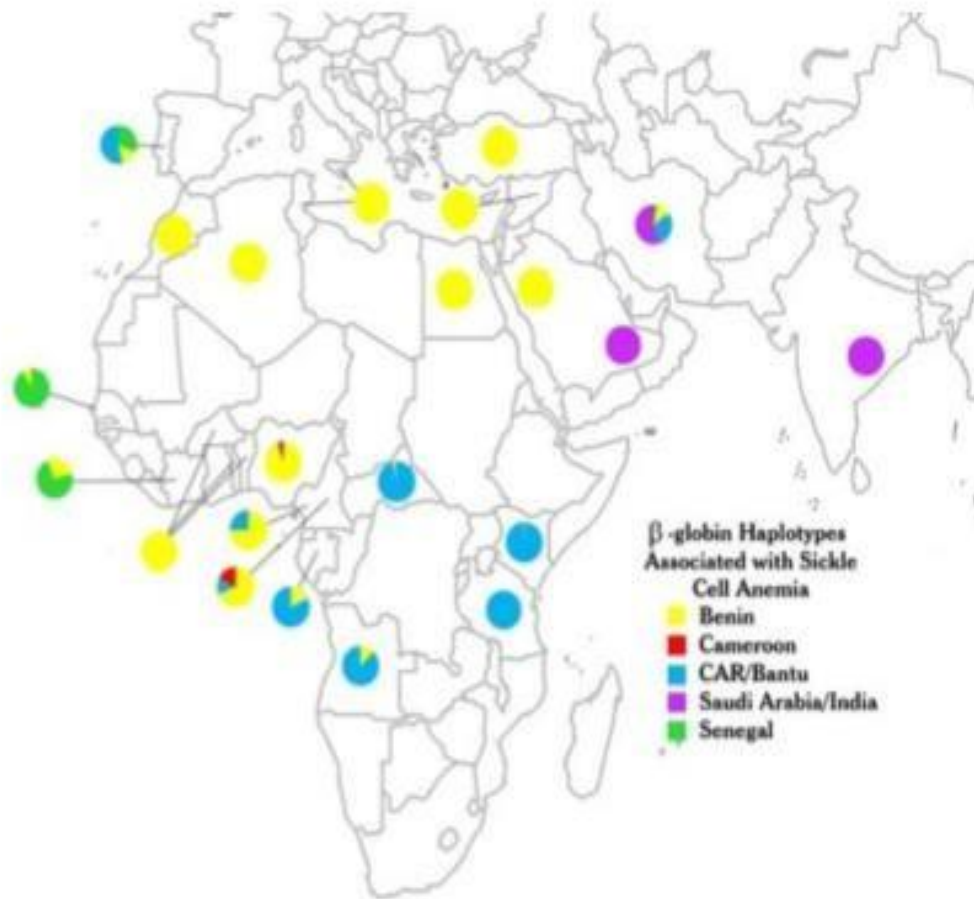 β-globin Haplotypes
Associated with Sickle
Cell Anemia
Benin
Cameroon
CAR/Bantu
Saudi Arabia/India
Senegal